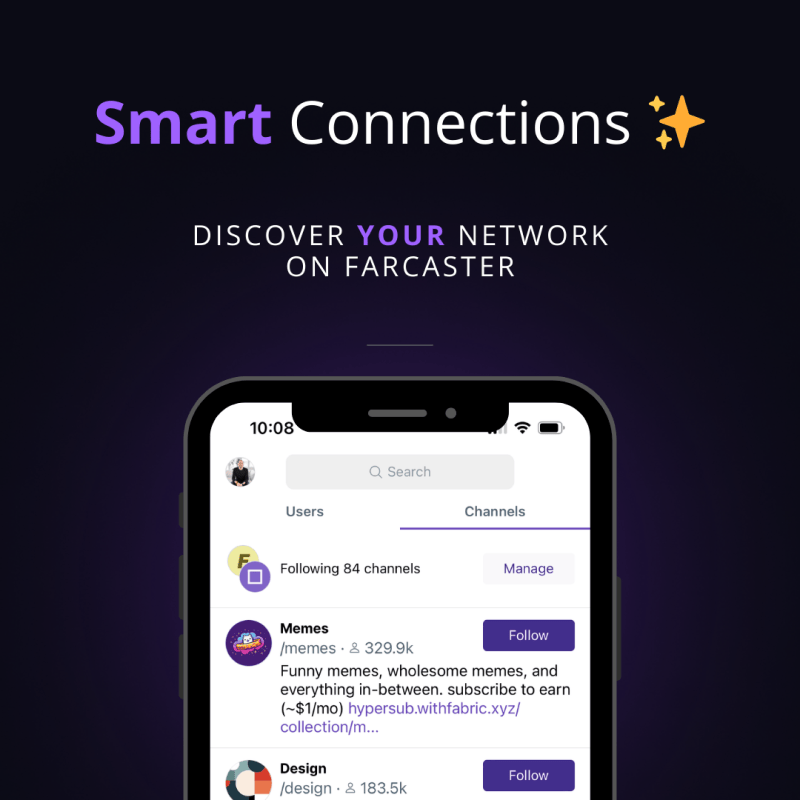 Smart Connections
DISCOVER YOUR NETWORK
ON FARCASTER
10:08
Search
Users Channels
F
Following 84 channels
Manage
Memes
/memes · 329.9k
Follow
Funny memes, wholesome memes, and
everything in-between. subscribe to earn
(~$1/mo) hypersub.withfabric.xyz/
collection/m...
Design
/design · 183.5k
Follow